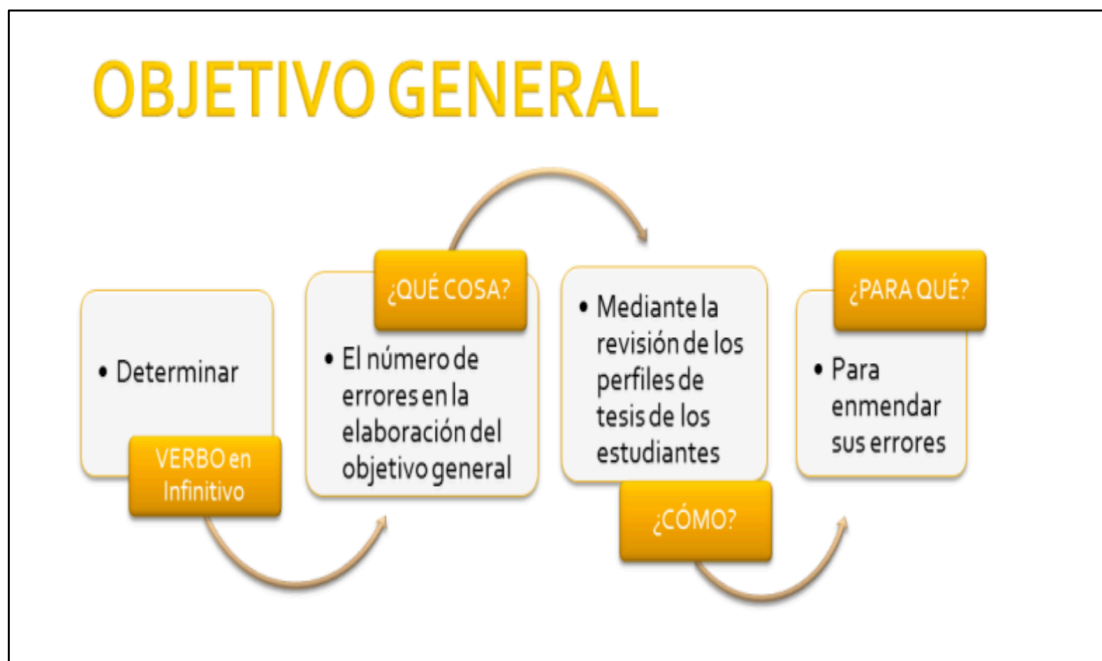 OBJETIVO GENERAL
• Determinar
VERBO en
Infinitivo
¿QUÉ COSA?
• El número de
errores en la
elaboración del
objetivo general
• Mediante la
revisión de los
perfiles de
tesis de los
estudiantes
¿CÓMO?
¿PARA QUÉ?
• Para
enmendar
sus errores